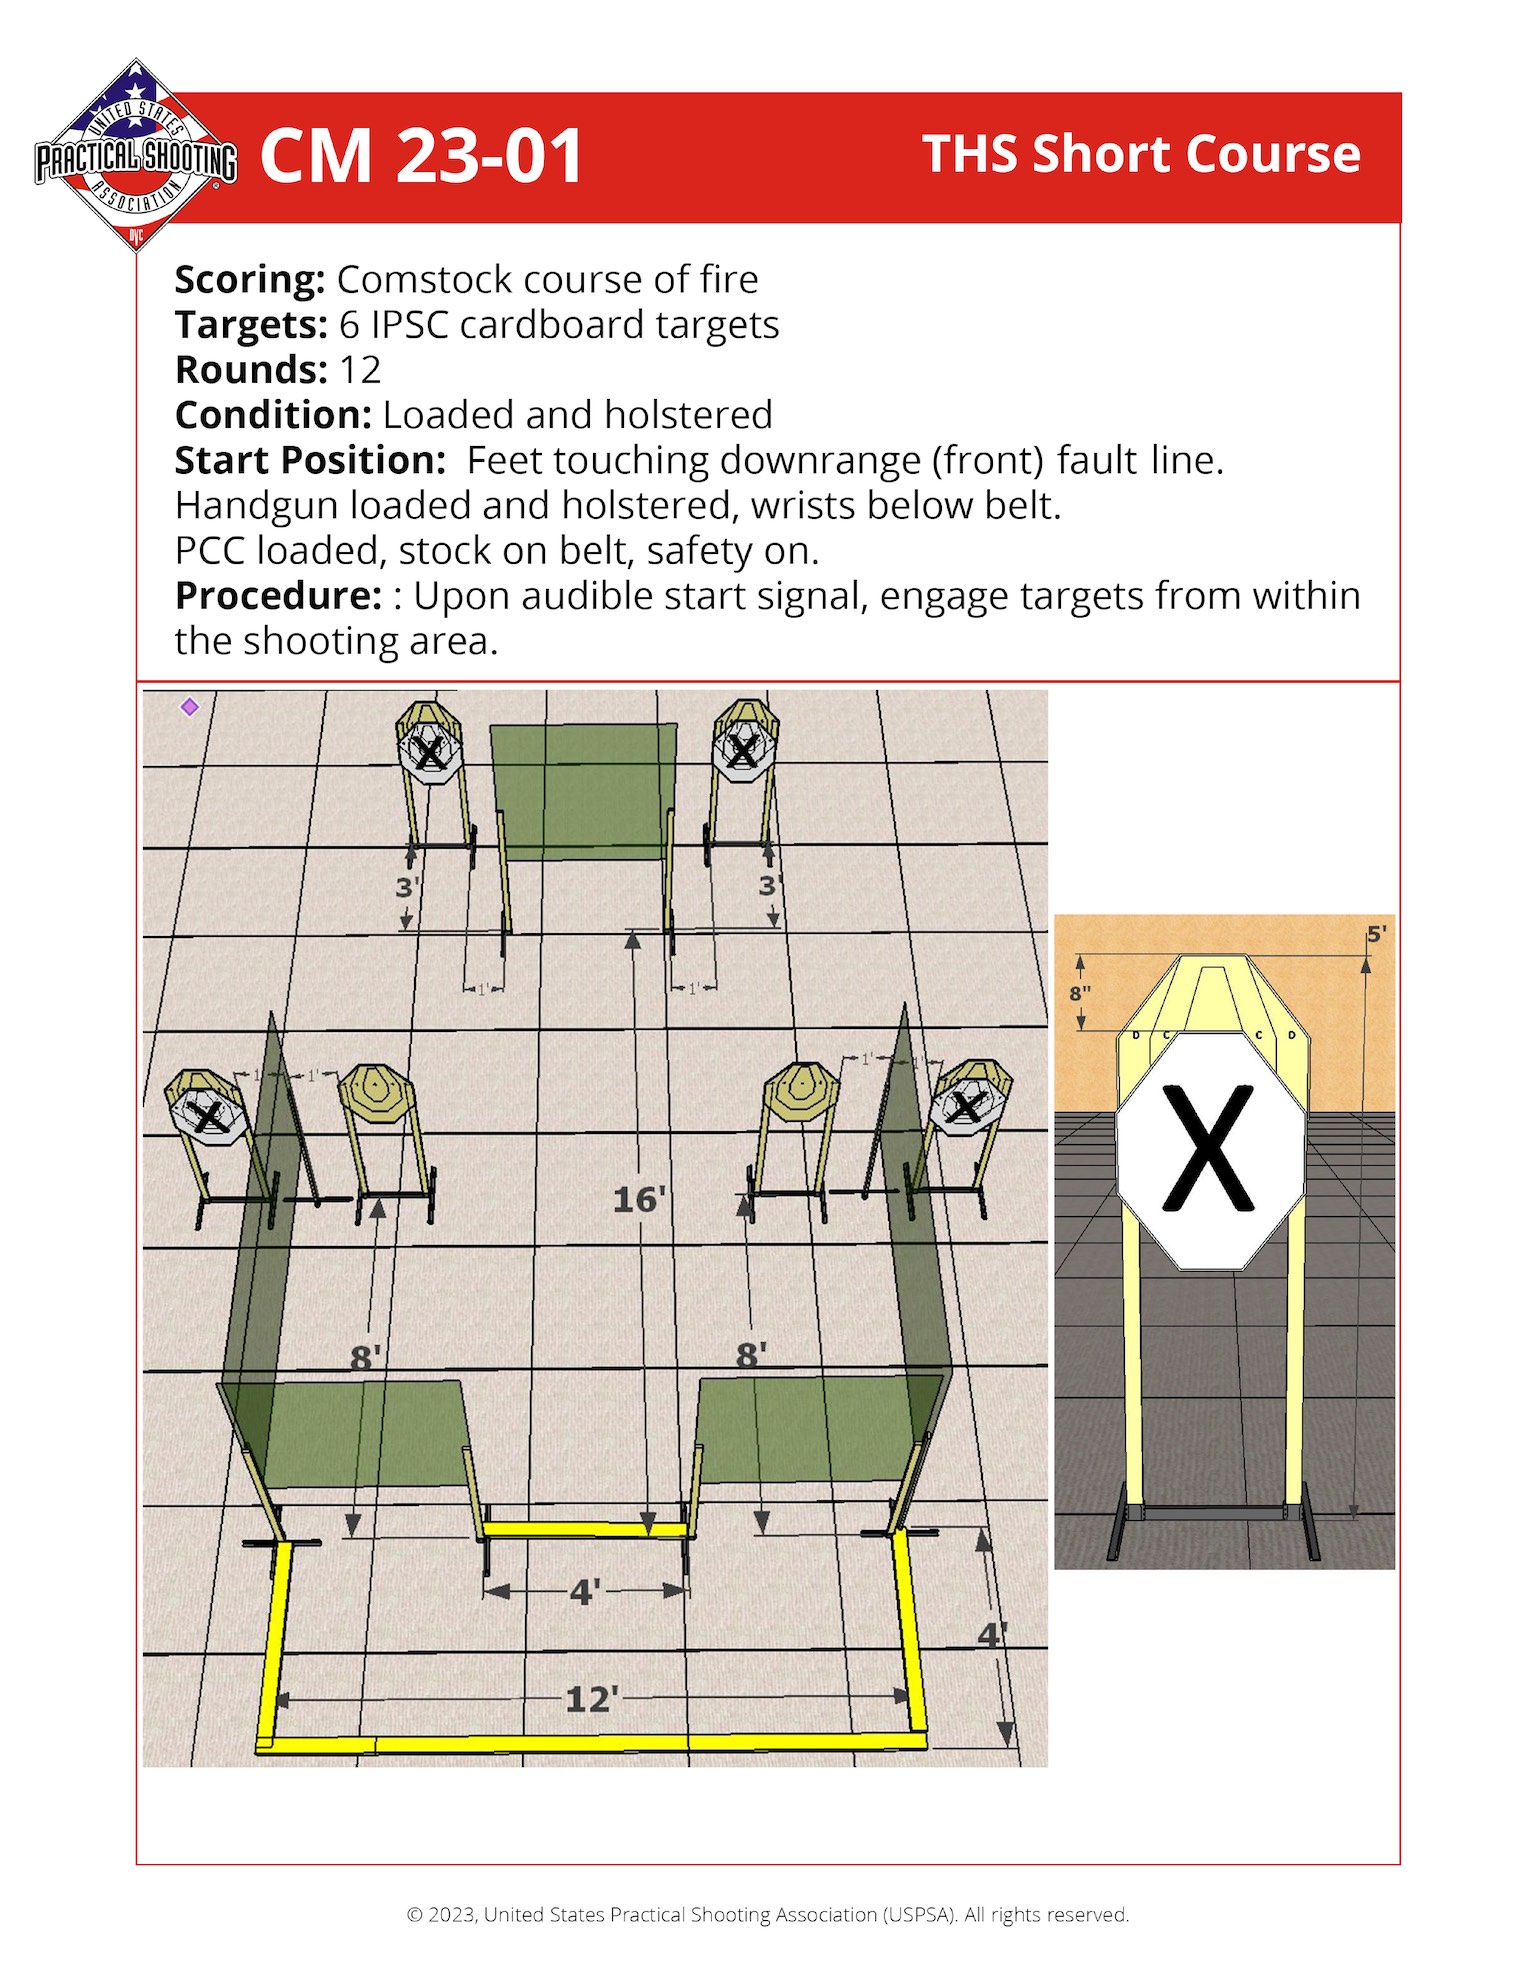 UNITED STATES
PRACTICAL SHOOTING
ASSOCIATION
®
DVC
CM 23-01
THS Short Course
Scoring: Comstock course of fire
Targets: 6 IPSC cardboard targets
Rounds: 12
Condition: Loaded and holstered
Start Position:  Feet touching downrange (front) fault line.
Handgun loaded and holstered, wrists below belt.
PCC loaded, stock on belt, safety on.
Procedure: : Upon audible start signal, engage targets from within
the shooting area.
X X
3' 3'
1' 1'
1' 1' 1' 1'
X X
16'
8' 8'
4'
4'
12'
5'
8"
D C C D
X
© 2023, United States Practical Shooting Association (USPSA). All rights reserved.